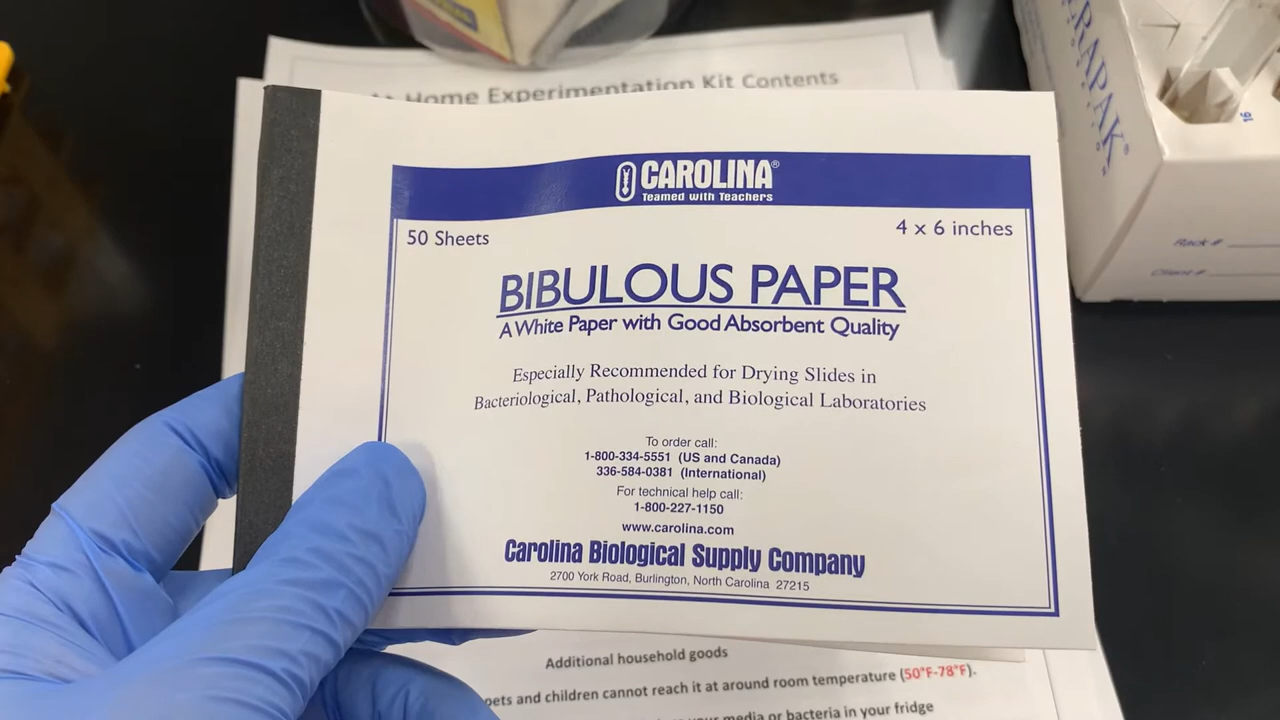 Home Experimentation Kit Contents
CAROLINA®
Teamed with Teachers
50 Sheets
4 x 6 inches
BIBULOUS PAPER
A White Paper with Good Absorbent Quality
Especially Recommended for Drying Slides in
Bacteriological, Pathological, and Biological Laboratories
To order call:
1-800-334-5551 (US and Canada)
336-584-0381 (International)
For technical help call:
1-800-227-1150
www.carolina.com
Carolina Biological Supply Company
2700 York Road, Burlington, North Carolina 27215
Additional household goods
pets and children cannot reach it at around room temperature (50°F-78°F).
your media or bacteria in your fridge
RAPAK®
16
Rack #
Client #